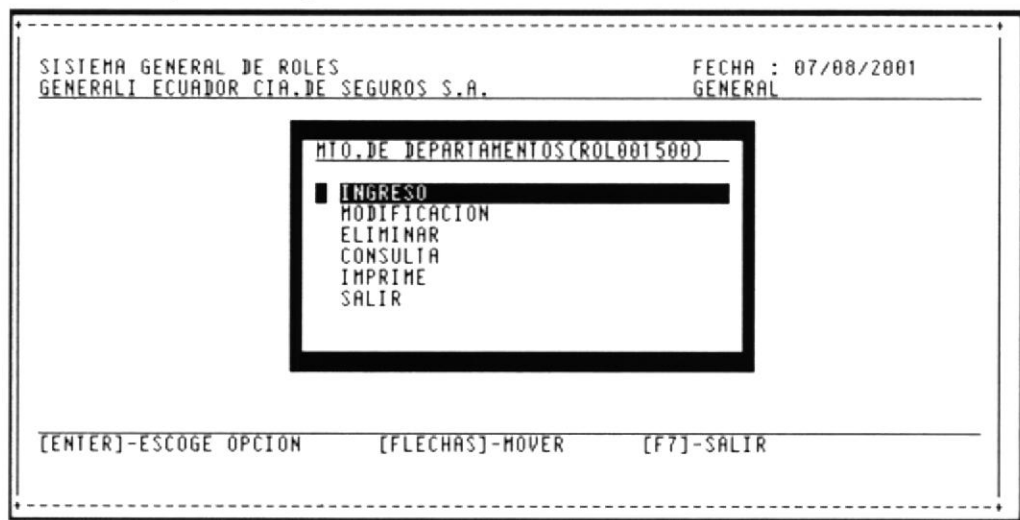 SISTEMA GENERAL DE ROLES FECHA : 07/08/2001
GENERALI ECUADOR CIA.DE SEGUROS S.A. GENERAL
MTO.DE DEPARTAMENTOS(ROL001500)
INGRESO
MODIFICACION
ELIMINAR
CONSULTA
IMPRIME
SALIR
[ENTER]-ESCOGE OPCION [FLECHAS]-MOVER [F7]-SALIR